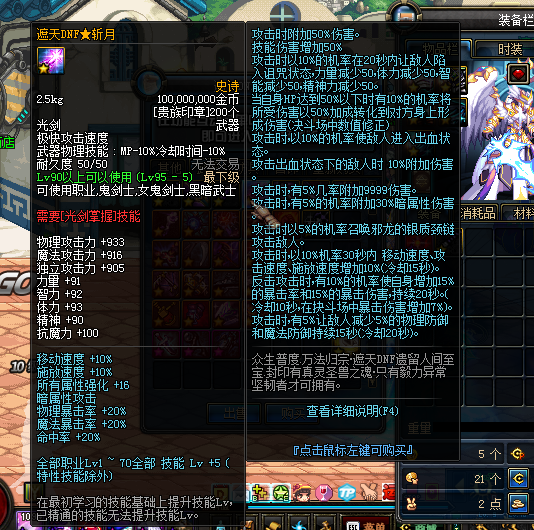 装备栏
时装
遮天DNF★斩月
史诗
2.5kg
100,000,000金币
[贵族印章]200个
光剑
武器
极快攻击速度
武器物理技能:MP-10%冷却时间-10%
耐久度 50/50
无法交易
Lv90以上可以使用 (Lv95 - 5)
最下级
可使用职业,鬼剑士,女鬼剑士,黑暗武士
需要[光剑掌握]技能
物理攻击力 +933
魔法攻击力 +916
独立攻击力 +905
力量 +91
智力 +92
体力 +93
精神 +90
抗魔力 +100
移动速度 +10%
施放速度 +10%
所有属性强化 +16
暗属性攻击
物理暴击率 +20%
魔法暴击率 +20%
命中率 +20%
全部职业Lv1 ~ 70全部 技能 Lv +5 (
特性技能除外)
在最初学习的技能基础上提升技能Lv,
已精通的技能无法提升技能Lv。
攻击时附加50%伤害。
技能伤害增加50%
攻击时以10%的机率在20秒内让敌人陷
入诅咒状态,力量减少50,体力减少50,智
能减少50,精神力减少50。
当自身HP达到50%以下时有10%的机率将
所受伤害以50%加成转化到对方身上形
成伤害(决斗场中数值修正)
攻击时,以10%的机率使敌人进入出血状
态。
攻击出血状态下的敌人时 10%附加伤害
。
攻击时,有5%几率附加9999伤害。
攻击时,有5%的机率附加30%暗属性伤害
。
攻击时,以5%的机率召唤邪龙的银质颈链
攻击敌人。
攻击时,以10%机率30秒内 移动速度、攻
击速度、施放速度增加10%(冷却15秒)。
反击攻击时,有10%的机率使自身增加15%
的暴击率和15%的暴击伤害,持续20秒。(
冷却10秒,在决斗场中暴击伤害增加7%)。
攻击时,有5%让敌人减少5%的物理防御
和魔法防御持续15秒(冷却20秒)。
众生普度,万法归宗·遮天DNF遗留人间至
宝,封印有真灵圣兽之魂,只有毅力异常
坚韧者才可拥有。
查看详细说明(F4)
『点击鼠标左键可购买』
消耗品
材料
重量
5 个
21 个
2 点
菜单